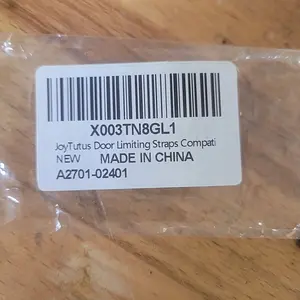 X003TN8GL1
JoyTutus Door Limiting Straps Compati
NEW MADE IN CHINA
A2701-02401